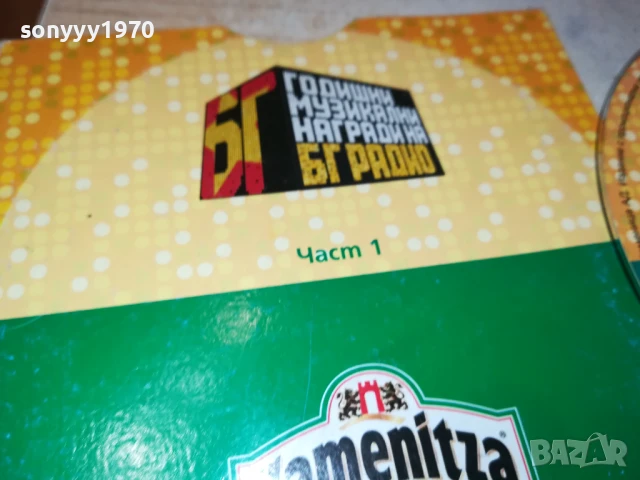 sonyyy1970
БГ
ГОДИШНИ
МУЗИКАЛНИ
НАГРАДИ НА
БГ РАДИО
Част 1
Kamenitza
BAZAR